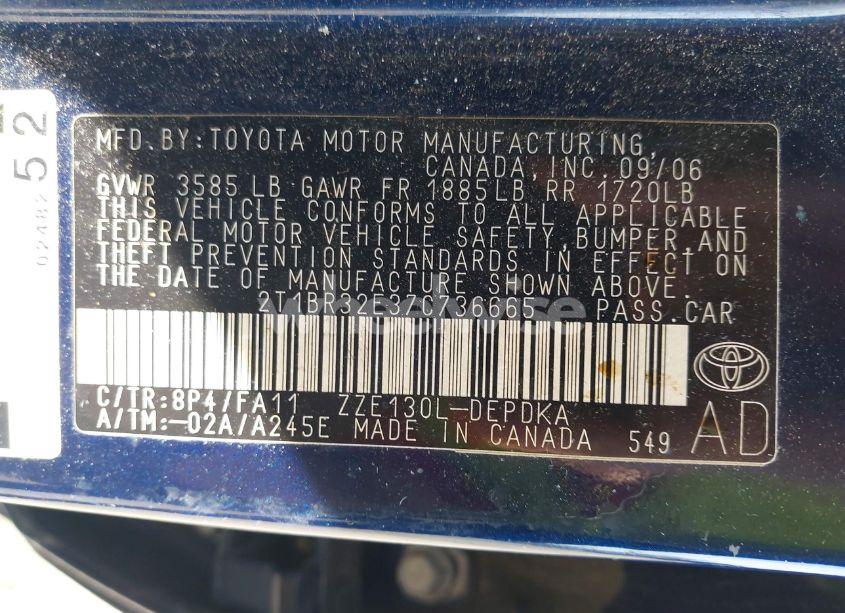 52
02482
MFD.BY:TOYOTA MOTOR MANUFACTURING,
CANADA,INC. 09/06
GVWR 3585LB GAWR FR 1885LB, RR 1720LB
THIS VEHICLE CONFORMS TO ALL APPLICABLE
FEDERAL MOTOR VEHICLE SAFETY,BUMPER,AND
THEFT PREVENTION STANDARDS IN EFFECT ON
THE DATE OF MANUFACTURE SHOWN ABOVE.
2T1BR32E37C736665 PASS.CAR
C/TR:8P4/FA11 ZZE130L-DEPDKA
A/TM:-02A/A245E MADE IN CANADA 549
AD